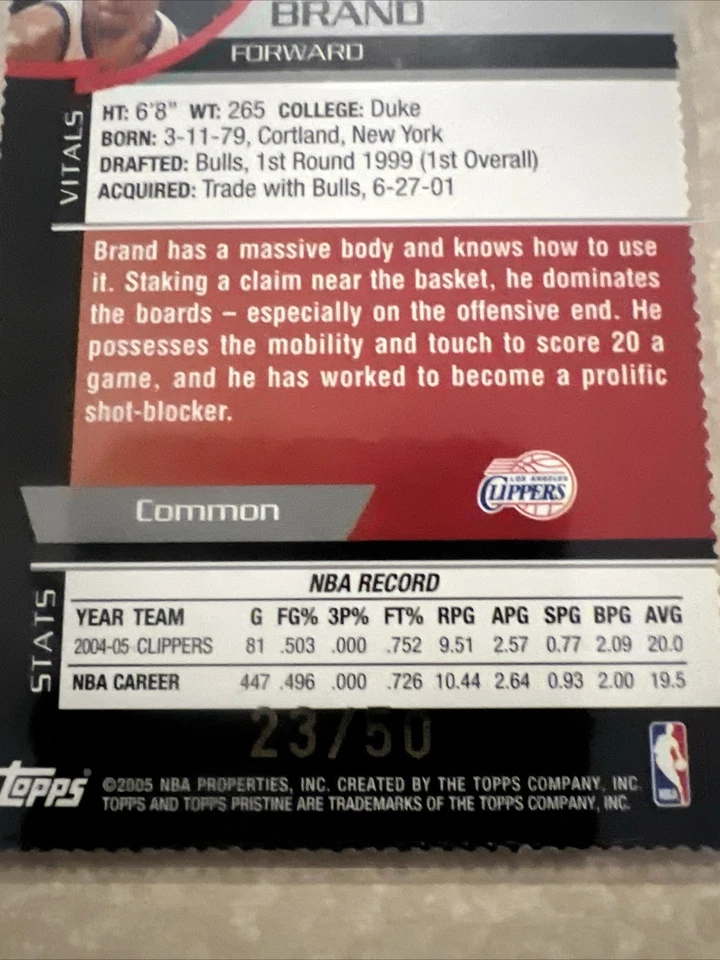 BRAND
FORWARD
VITALS
HT: 6'8" WT: 265 COLLEGE: Duke
BORN: 3-11-79, Cortland, New York
DRAFTED: Bulls, 1st Round 1999 (1st Overall)
ACQUIRED: Trade with Bulls, 6-27-01
Brand has a massive body and knows how to use
it. Staking a claim near the basket, he dominates
the boards – especially on the offensive end. He
possesses the mobility and touch to score 20 a
game, and he has worked to become a prolific
shot-blocker.
LOS ANGELES
CLIPPERS
Common
STATS
NBA RECORD
YEAR TEAM G FG% 3P% FT% RPG APG SPG BPG AVG
2004-05 CLIPPERS 81 .503 .000 .752 9.51 2.57 0.77 2.09 20.0
NBA CAREER 447 .496 .000 .726 10.44 2.64 0.93 2.00 19.5
23/50
topps
©2005 NBA PROPERTIES, INC. CREATED BY THE TOPPS COMPANY, INC.
TOPPS AND TOPPS PRISTINE ARE TRADEMARKS OF THE TOPPS COMPANY, INC.
NBA